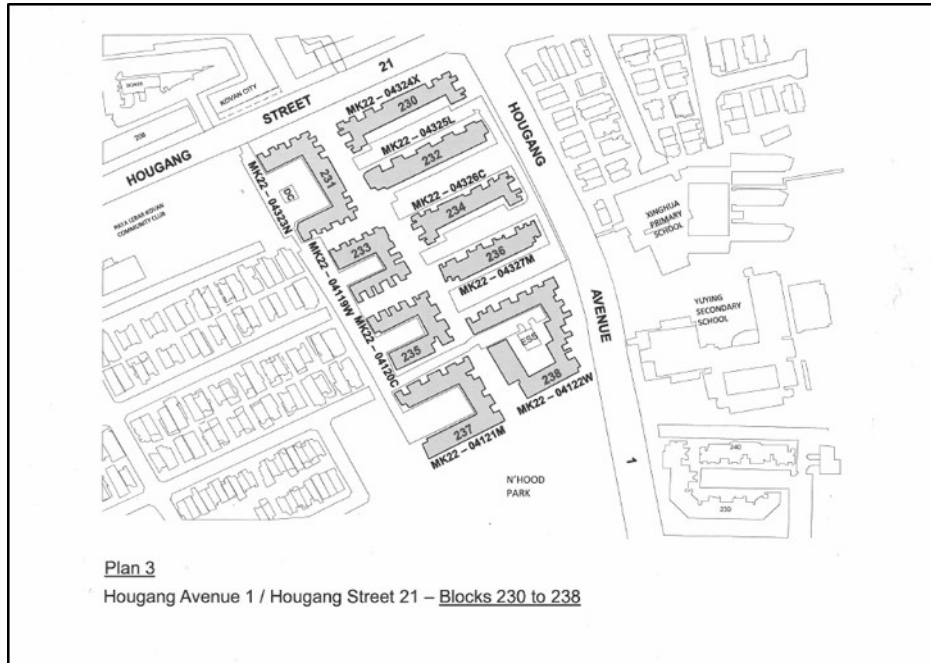 21
STREET
HOUGANG
KOVAN CITY
208
MK22 – 04324X
230
MK22 – 04325L
232
MK22 – 04326C
234
236
MK22 – 04327M
231
DC
MK22 – 04323N
233
MK22 – 04119W
235
MK22 – 04120C
237
MK22 – 04121M
ESS
238
MK22 – 04122W
HOUGANG
AVENUE
1
PAYA LEBAR KOVAN
COMMUNITY CLUB
XINGHUA
PRIMARY
SCHOOL
YUYING
SECONDARY
SCHOOL
240
239
N'HOOD
PARK
Plan 3
Hougang Avenue 1 / Hougang Street 21 – Blocks 230 to 238